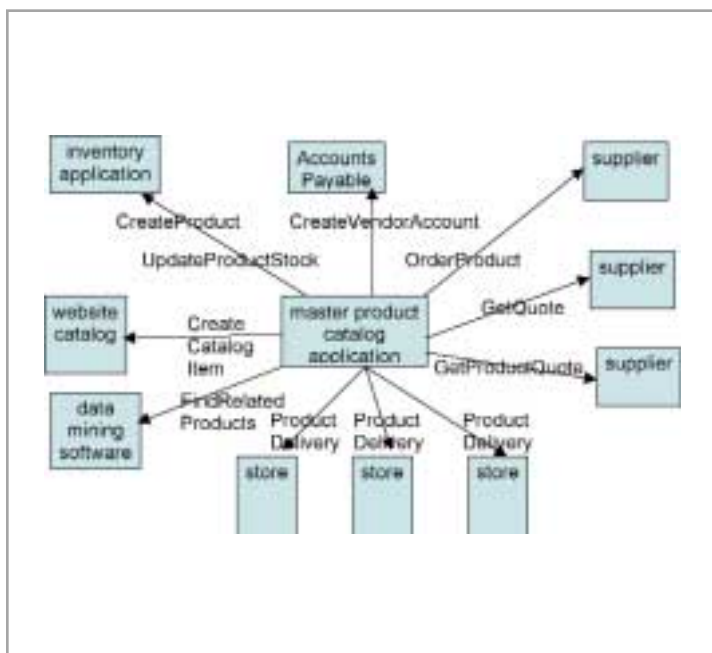 inventory
application
Accounts
Payable
supplier
CreateProduct
CreateVendorAccount
UpdateProductStock
OrderProduct
supplier
website
catalog
master product
catalog
application
GetQuote
Create
Catalog
Item
supplier
GetProductQuote
data
mining
software
FindRelated
Products
Product
Delivery
Product
Delivery
Product
Delivery
store
store
store